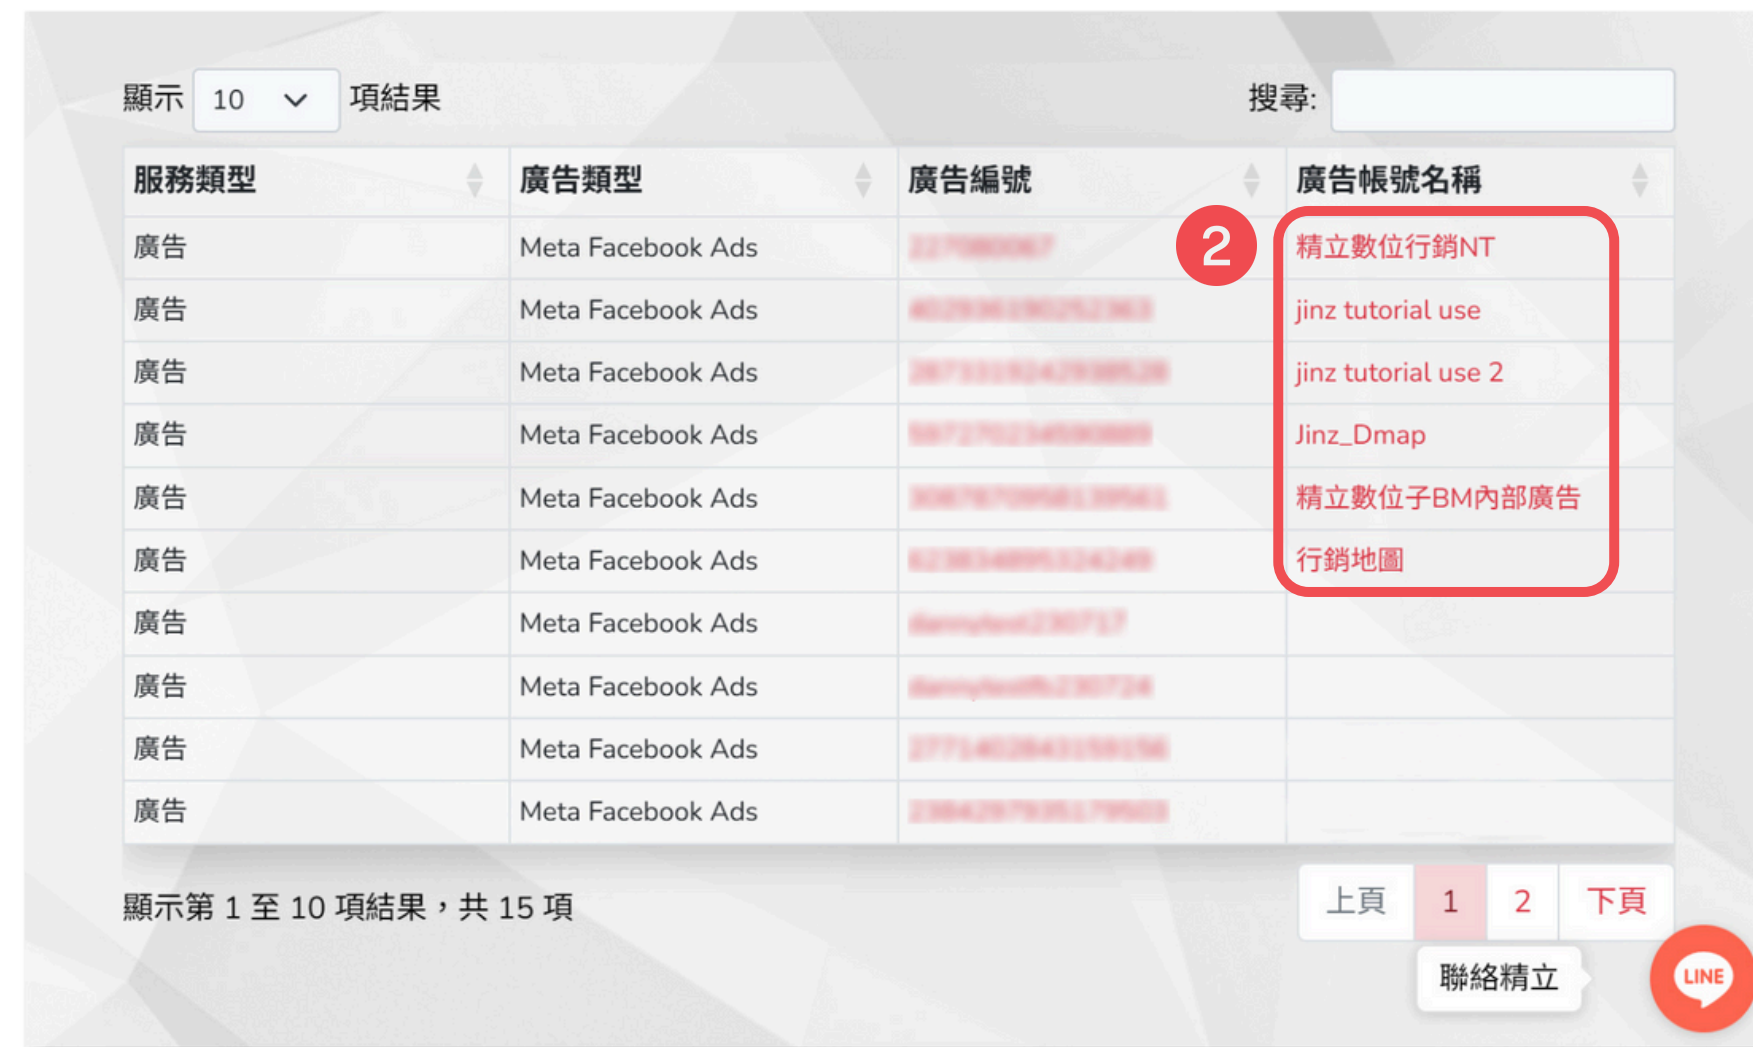 顯示 10 項結果 搜尋:
服務類型 廣告類型 廣告編號 廣告帳號名稱
廣告 Meta Facebook Ads 2 精立數位行銷NT
廣告 Meta Facebook Ads jinz tutorial use
廣告 Meta Facebook Ads jinz tutorial use 2
廣告 Meta Facebook Ads Jinz_Dmap
廣告 Meta Facebook Ads 精立數位子BM內部廣告
廣告 Meta Facebook Ads 行銷地圖
廣告 Meta Facebook Ads
廣告 Meta Facebook Ads
廣告 Meta Facebook Ads
廣告 Meta Facebook Ads
顯示第 1 至 10 項結果，共 15 項 上頁 1 2 下頁
聯絡精立 LINE